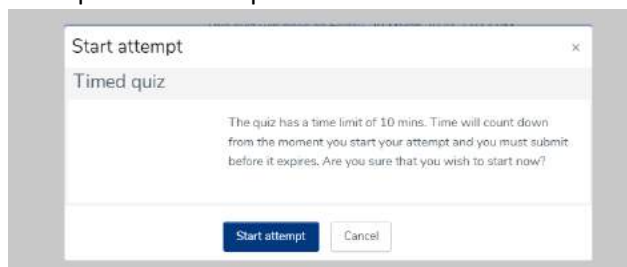 Start attempt ×
Timed quiz
The quiz has a time limit of 10 mins. Time will count down
from the moment you start your attempt and you must submit
before it expires. Are you sure that you wish to start now?
Start attempt Cancel